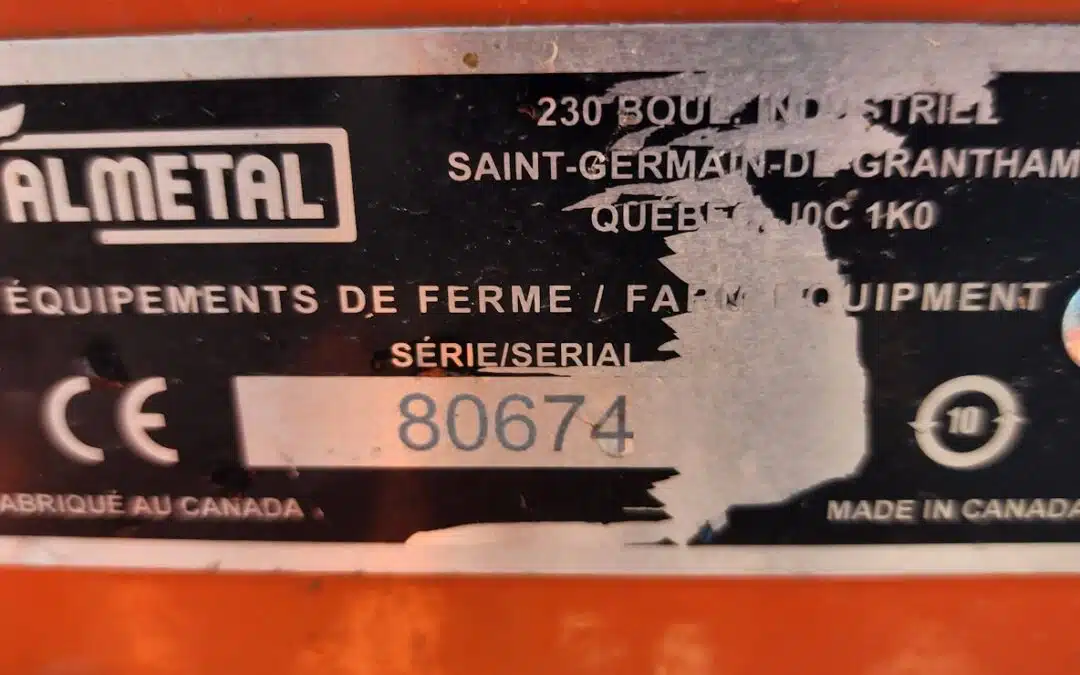 ALMETAL
230 BOUL. INDUSTRIEL
SAINT-GERMAIN-DE-GRANTHAM
QUÉBEC, J0C 1K0
ÉQUIPEMENTS DE FERME / FARM EQUIPMENT
SÉRIE/SERIAL
CE
80674
10
FABRIQUÉ AU CANADA
MADE IN CANADA